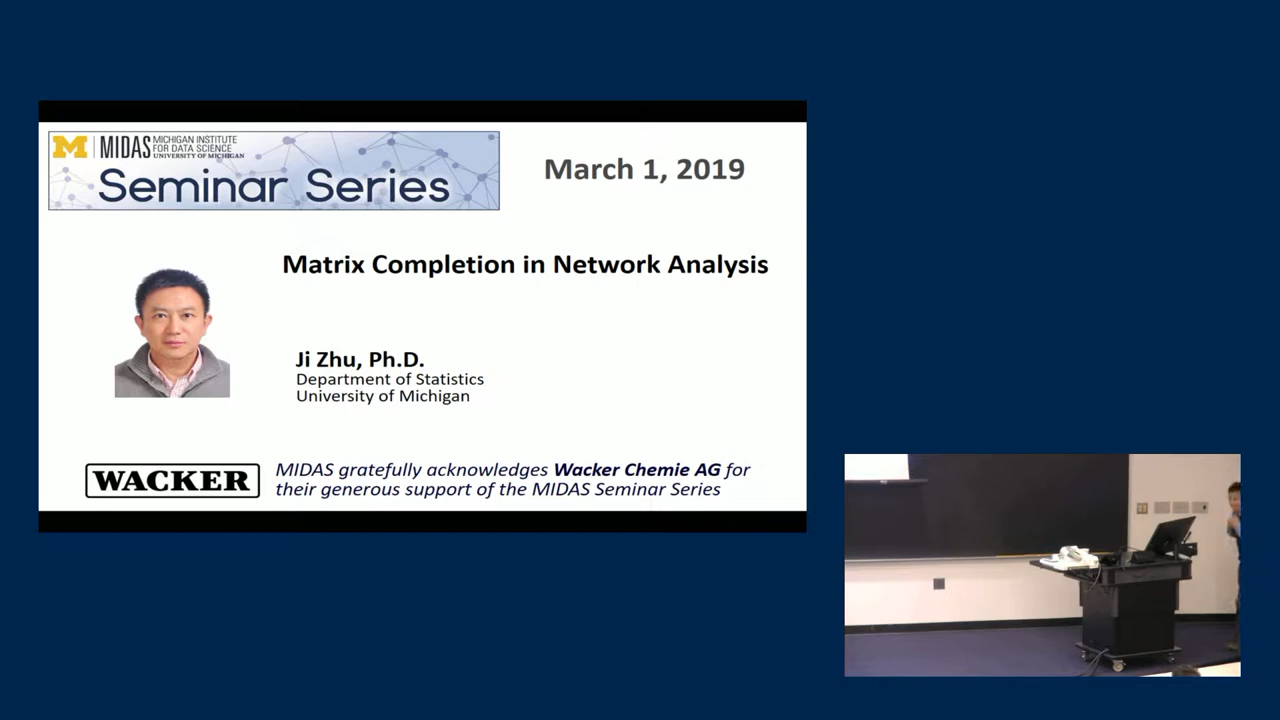 M | MIDAS MICHIGAN INSTITUTE
FOR DATA SCIENCE
UNIVERSITY OF MICHIGAN
Seminar Series
March 1, 2019
Matrix Completion in Network Analysis
Ji Zhu, Ph.D.
Department of Statistics
University of Michigan
WACKER
MIDAS gratefully acknowledges Wacker Chemie AG for
their generous support of the MIDAS Seminar Series